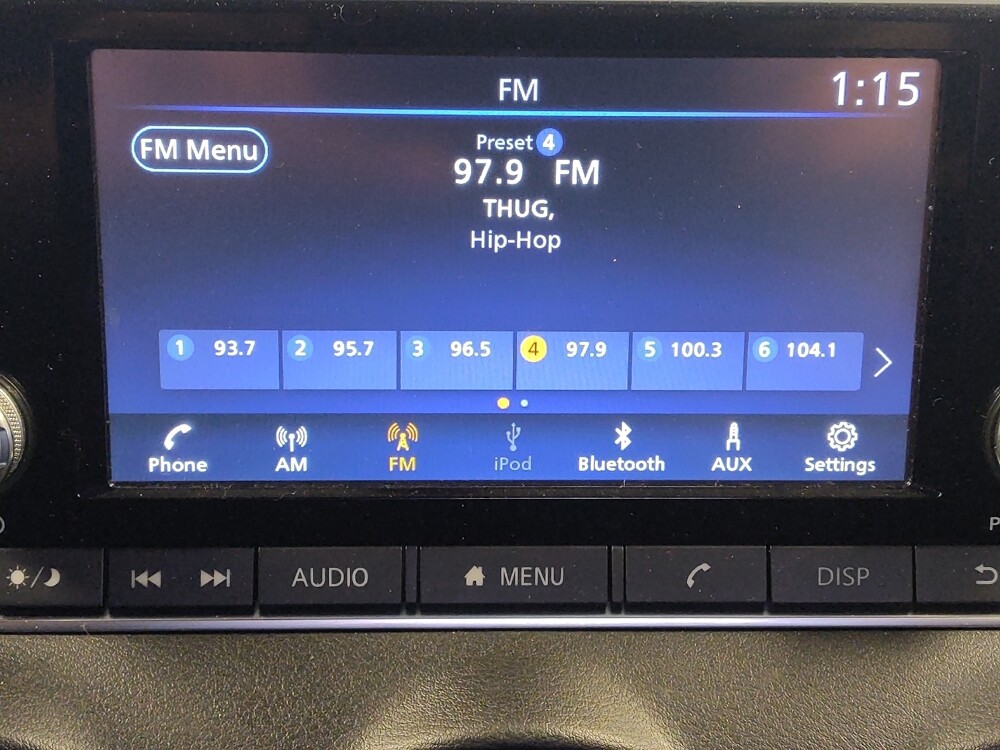 FM 1:15
FM Menu
Preset 4
97.9 FM
THUG,
Hip-Hop
1 93.7 2 95.7 3 96.5 4 97.9 5 100.3 6 104.1
Phone AM FM iPod Bluetooth AUX Settings
AUDIO MENU DISP